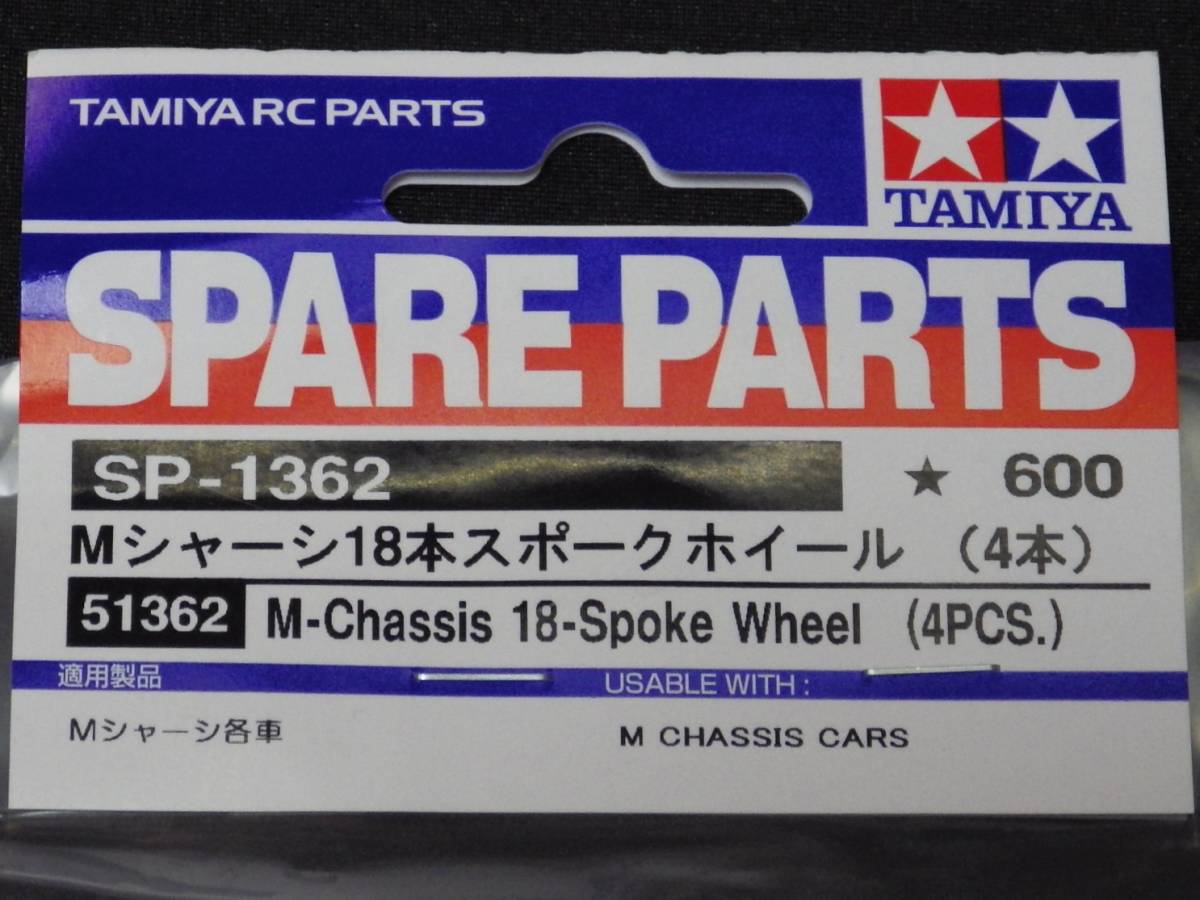 TAMIYA RC PARTS
TAMIYA
SPARE PARTS
SP-1362 ★ 600
Mシャーシ18本スポークホイール （4本）
51362 M-Chassis 18-Spoke Wheel (4PCS.)
適用製品 USABLE WITH :
Mシャーシ各車 M CHASSIS CARS